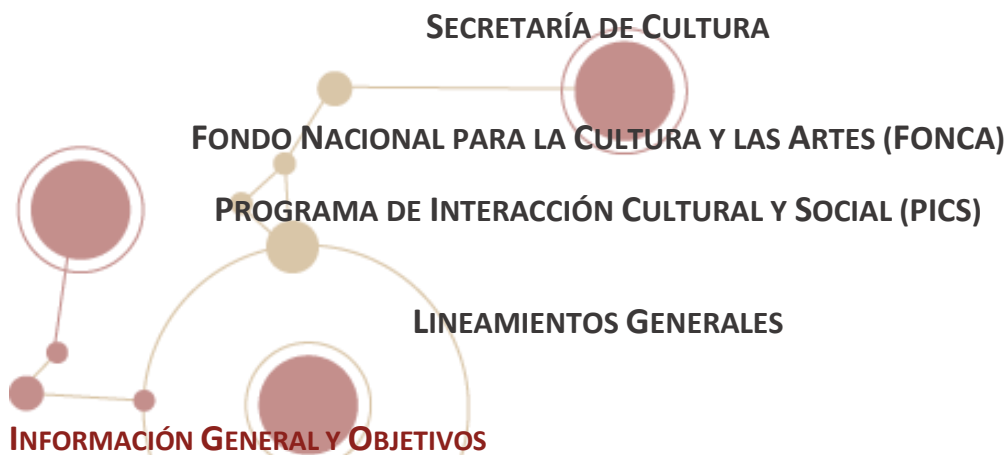 SECRETARÍA DE CULTURA
FONDO NACIONAL PARA LA CULTURA Y LAS ARTES (FONCA)
PROGRAMA DE INTERACCIÓN CULTURAL Y SOCIAL (PICS)
LINEAMIENTOS GENERALES
INFORMACIÓN GENERAL Y OBJETIVOS